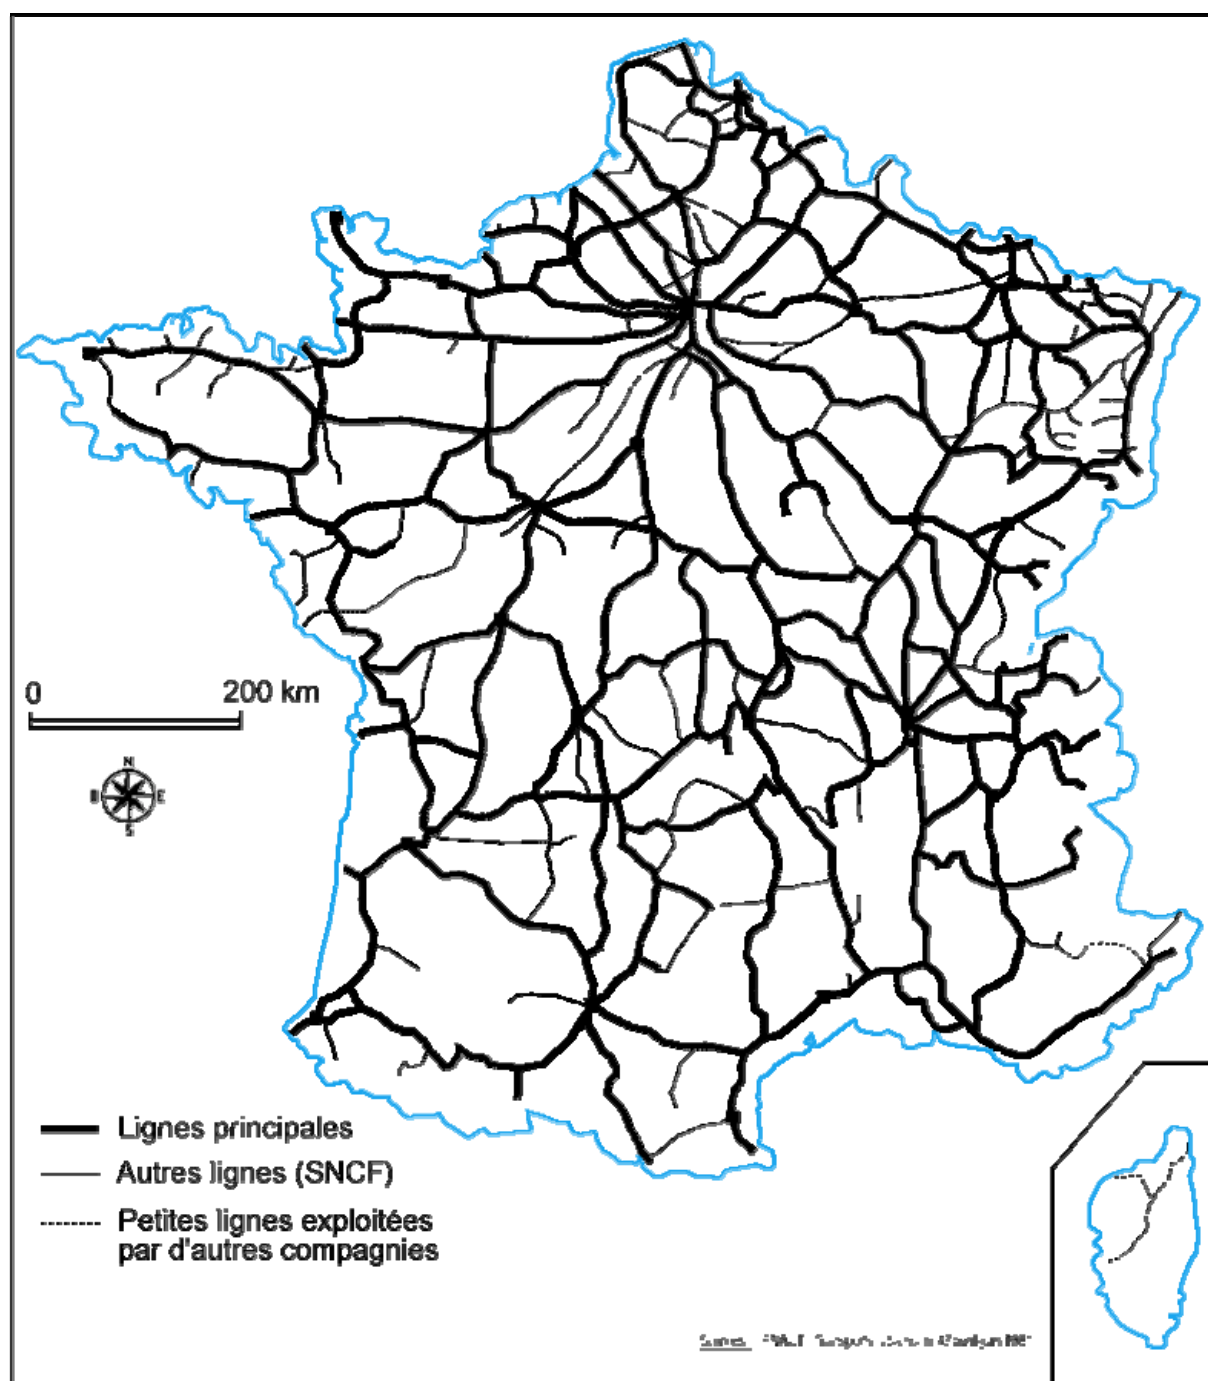 0 200 km
N
E
S
Lignes principales
Autres lignes (SNCF)
Petites lignes exploitées
par d'autres compagnies